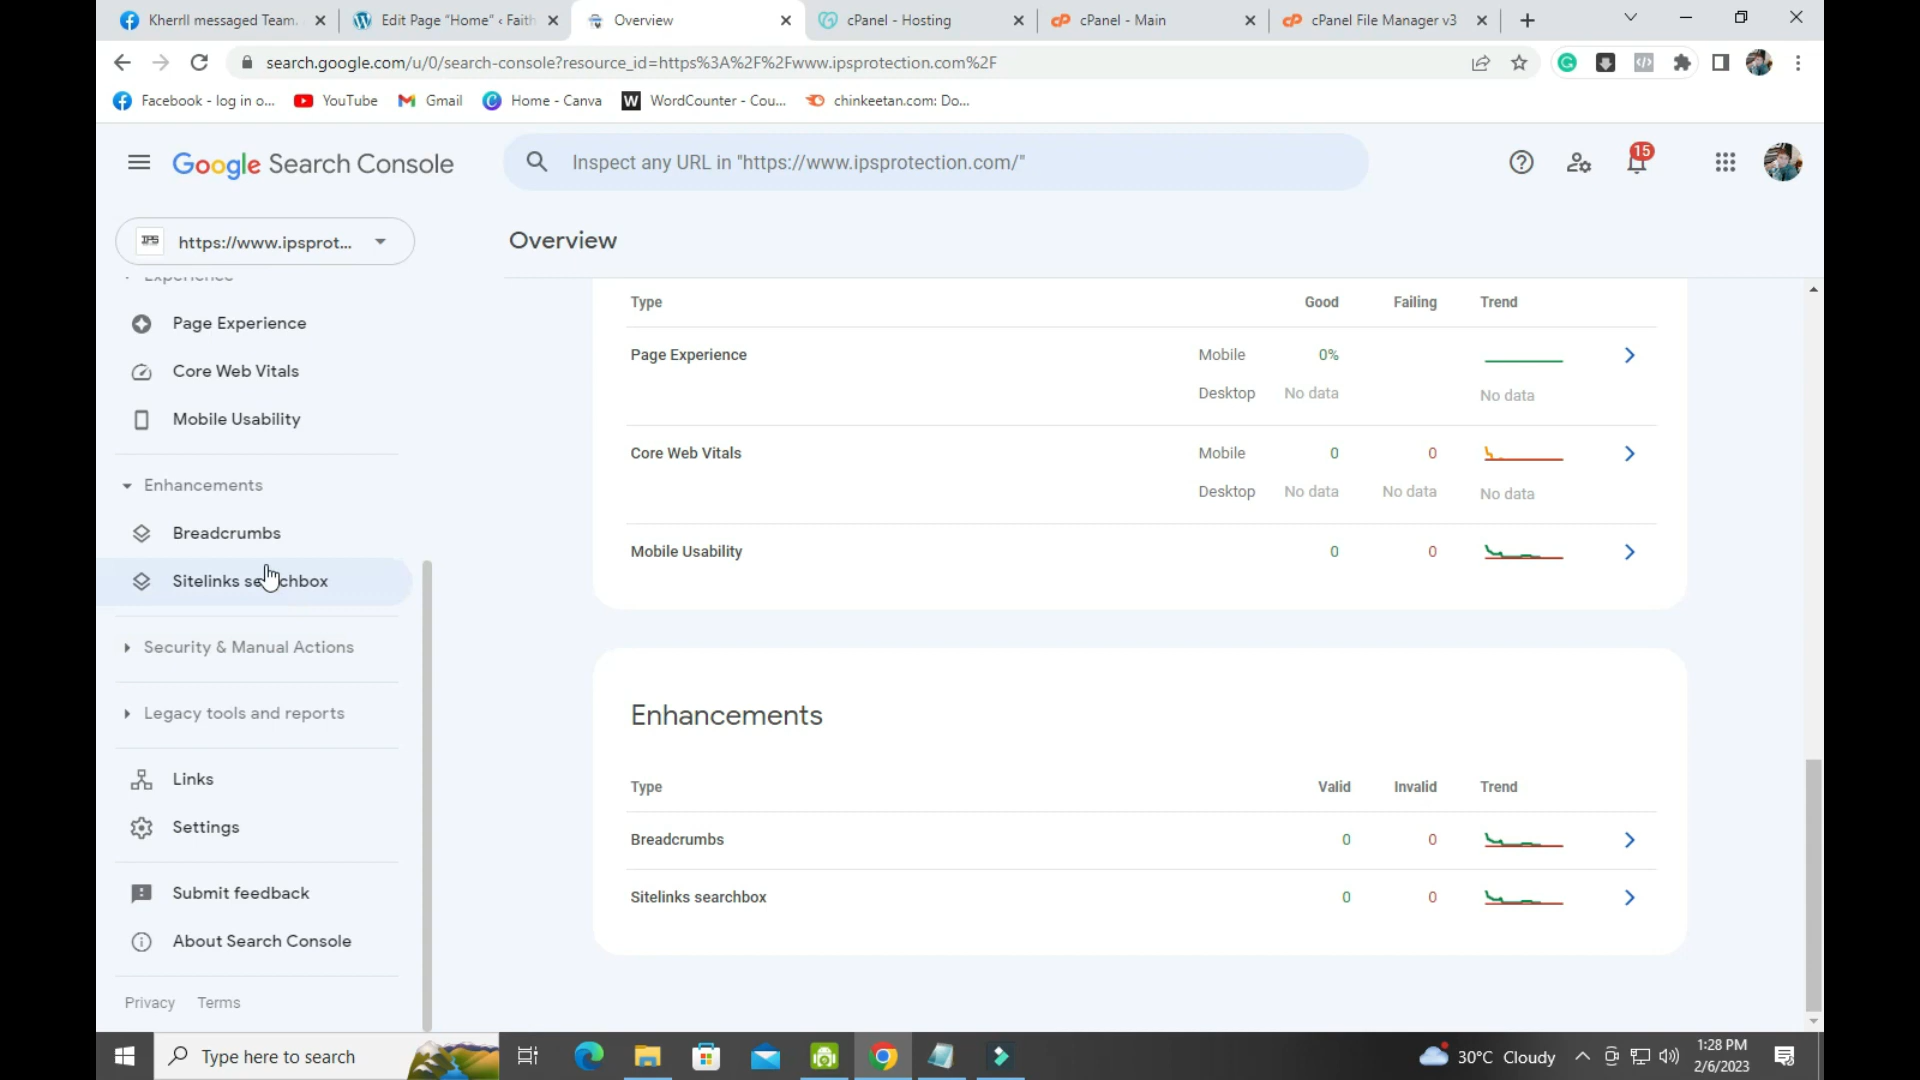 Kherrll messaged Team.
Edit Page “Home” ‹ Faith
Overview
cPanel - Hosting
cPanel - Main
cPanel File Manager v3
search.google.com/u/0/search-console?resource_id=https%3A%2F%2Fwww.ipsprotection.com%2F
Facebook - log in o...
YouTube
Gmail
Home - Canva
WordCounter - Cou...
chinkeetan.com: Do...
Google Search Console
Inspect any URL in "https://www.ipsprotection.com/"
15
IPS
https://www.ipsprot...
Overview
Experience
Page Experience
Core Web Vitals
Mobile Usability
Enhancements
Breadcrumbs
Sitelinks searchbox
Security & Manual Actions
Legacy tools and reports
Links
Settings
Submit feedback
About Search Console
Privacy Terms
Type Good Failing Trend
Page Experience Mobile 0%
Desktop No data No data
Core Web Vitals Mobile 0 0
Desktop No data No data No data
Mobile Usability 0 0
Enhancements
Type Valid Invalid Trend
Breadcrumbs 0 0
Sitelinks searchbox 0 0
Type here to search
30°C Cloudy
1:28 PM
2/6/2023